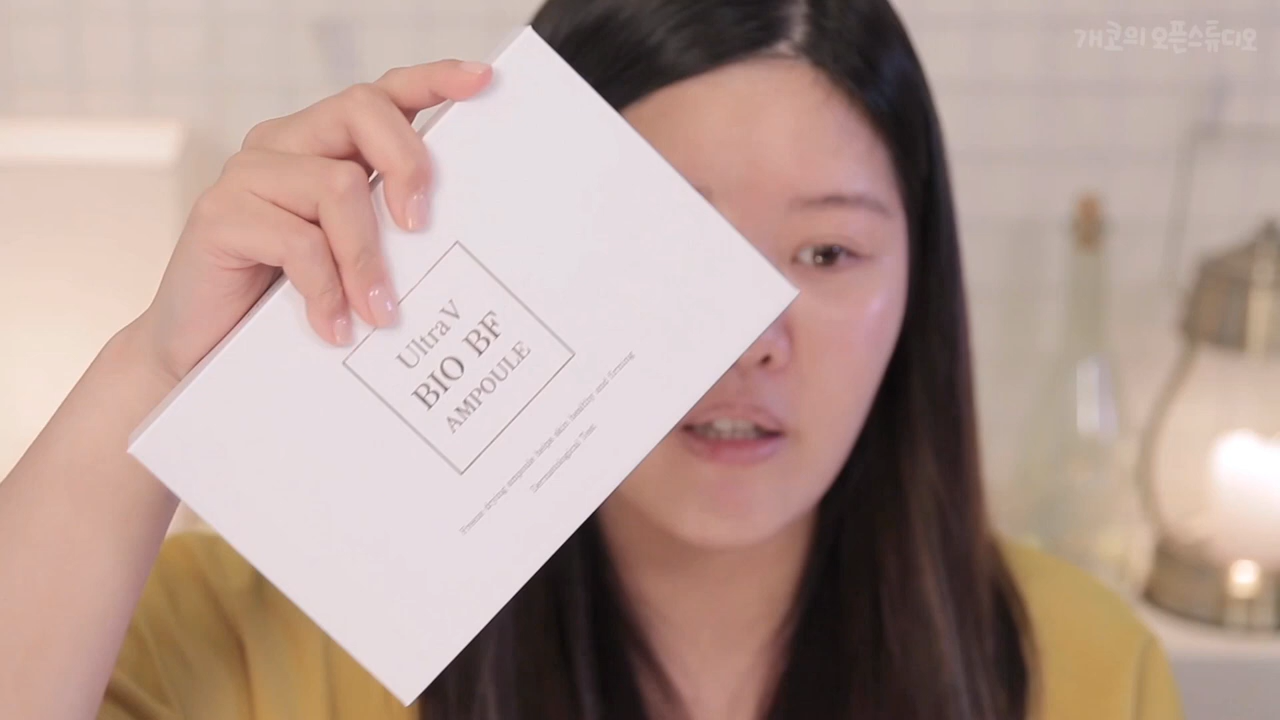 개코의 오픈스튜디오
Ultra V
BIO BF
AMPOULE
Freeze-drying ampoule helps skin healthy and firming
Dermatological Test.